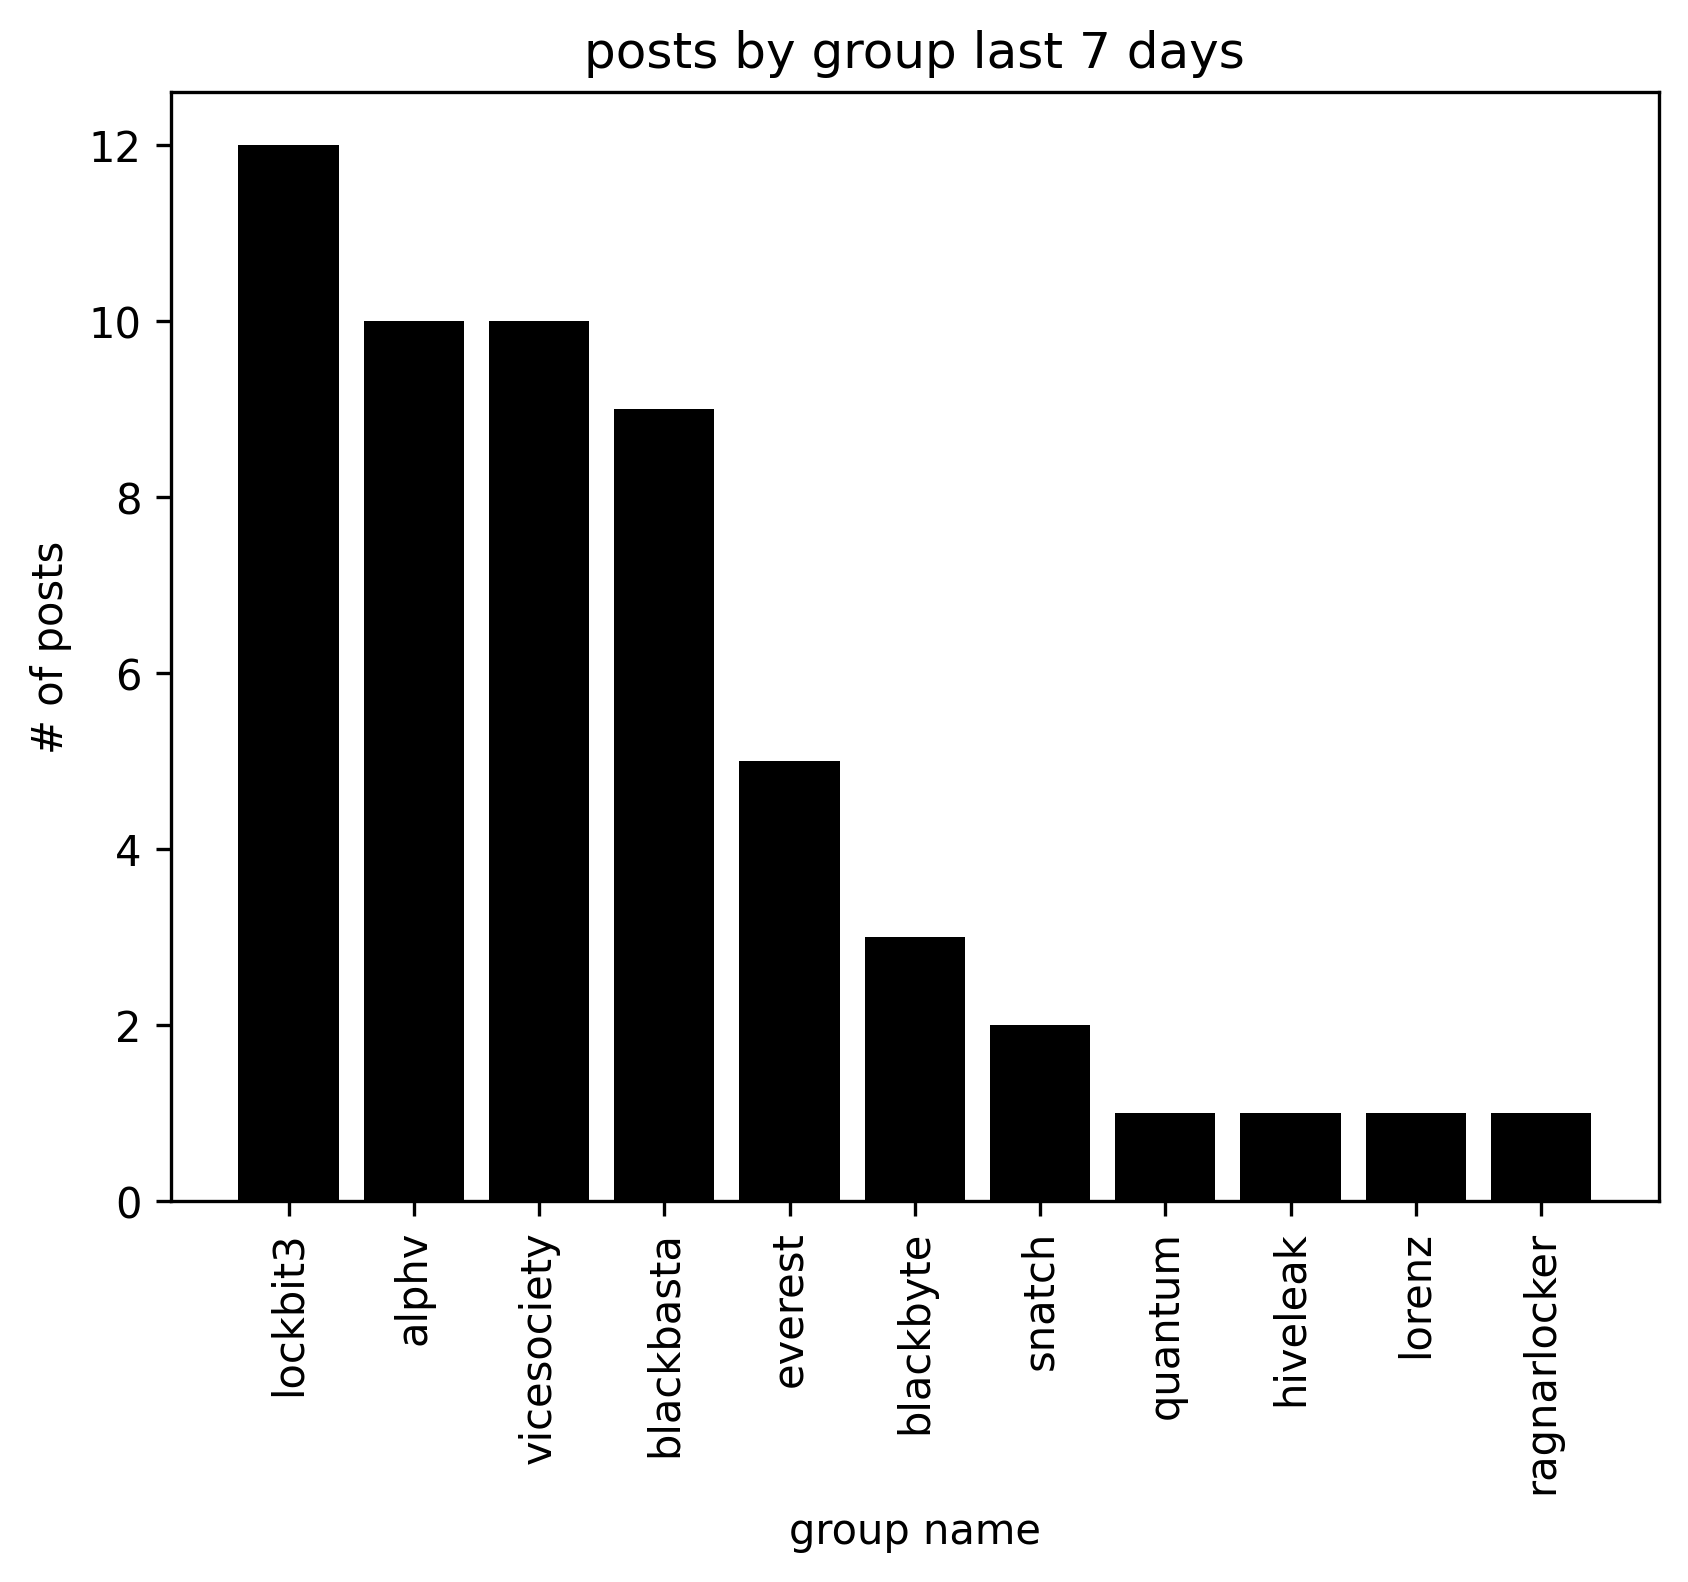 posts by group last 7 days
12
10
8
6
4
2
0
# of posts
lockbit3
alphv
vicesociety
blackbasta
everest
blackbyte
snatch
quantum
hiveleak
lorenz
ragnarlocker
group name